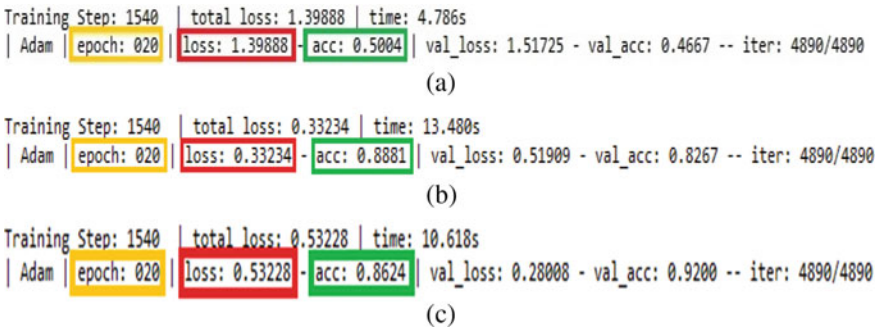 Training Step: 1540 | total loss: 1.39888 | time: 4.786s
| Adam | epoch: 020 | loss: 1.39888 - acc: 0.5004 | val_loss: 1.51725 - val_acc: 0.4667 -- iter: 4890/4890
(a)
Training Step: 1540 | total loss: 0.33234 | time: 13.480s
| Adam | epoch: 020 | loss: 0.33234 - acc: 0.8881 | val_loss: 0.51909 - val_acc: 0.8267 -- iter: 4890/4890
(b)
Training Step: 1540 | total loss: 0.53228 | time: 10.618s
| Adam | epoch: 020 | loss: 0.53228 - acc: 0.8624 | val_loss: 0.28008 - val_acc: 0.9200 -- iter: 4890/4890
(c)